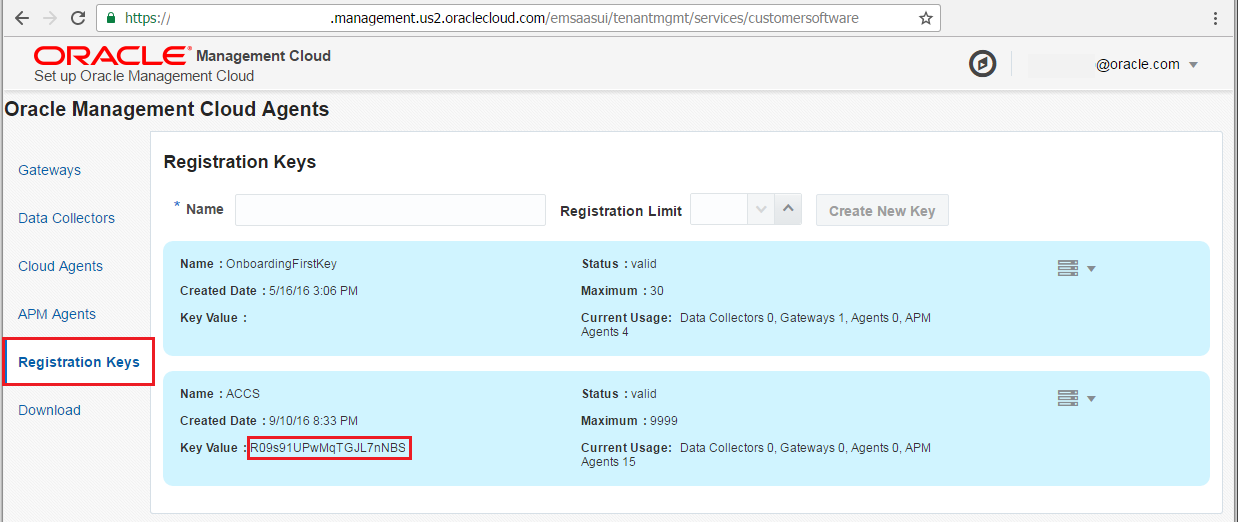 https:// .management.us2.oraclecloud.com/emsaasui/tenantmgmt/services/customersoftware
ORACLE® Management Cloud
Set up Oracle Management Cloud
@oracle.com
Oracle Management Cloud Agents
Gateways
Data Collectors
Cloud Agents
APM Agents
Registration Keys
Download
Registration Keys
* Name Registration Limit Create New Key
Name : OnboardingFirstKey Status : valid
Created Date : 5/16/16 3:06 PM Maximum : 30
Key Value : Current Usage: Data Collectors 0, Gateways 1, Agents 0, APM
Agents 4
Name : ACCS Status : valid
Created Date : 9/10/16 8:33 PM Maximum : 9999
Key Value : R09s91UPwMqTGJL7nNBS Current Usage: Data Collectors 0, Gateways 0, Agents 0, APM
Agents 15